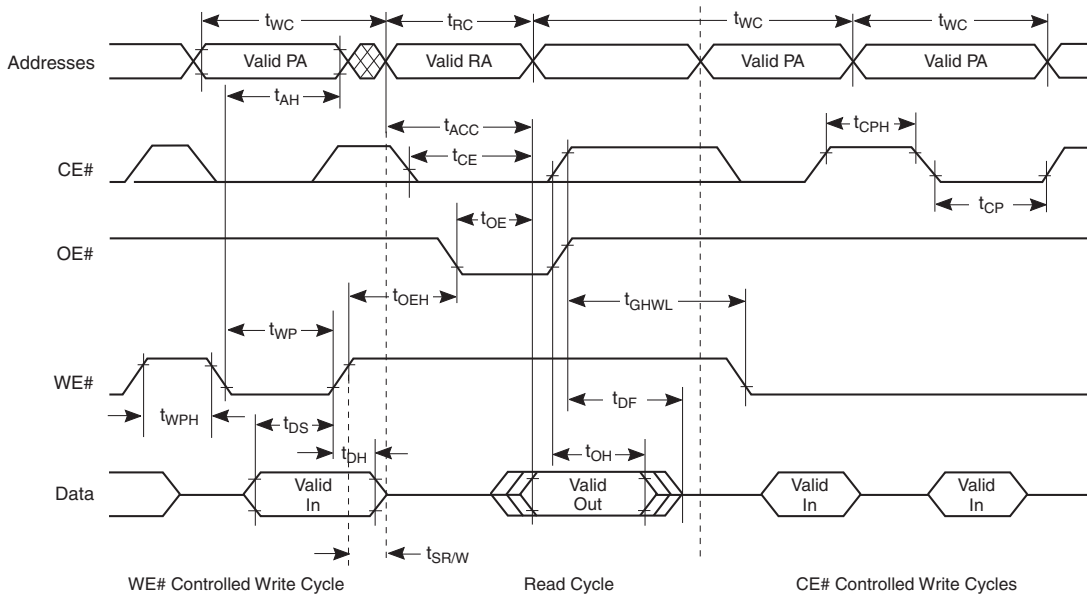 tWC tRC tWC tWC
Addresses Valid PA Valid RA Valid PA Valid PA
tAH
tACC tCPH
CE# tCE
tOE tCP
OE#
tOEH tGHWL
tWP
WE#
tWPH tDS tDF
tDH tOH
Data Valid In Valid Out Valid In Valid In
tSR/W
WE# Controlled Write Cycle Read Cycle CE# Controlled Write Cycles